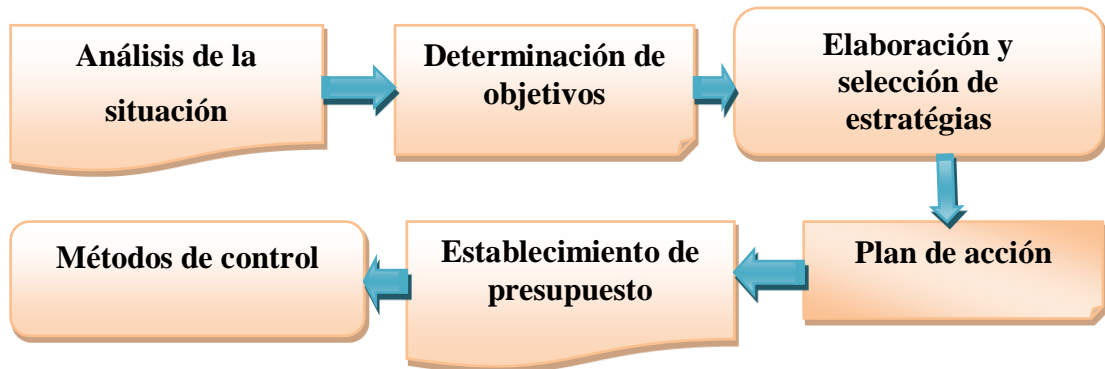 Análisis de la
situación
Determinación de
objetivos
Elaboración y
selección de
estratégias
Plan de acción
Establecimiento de
presupuesto
Métodos de control